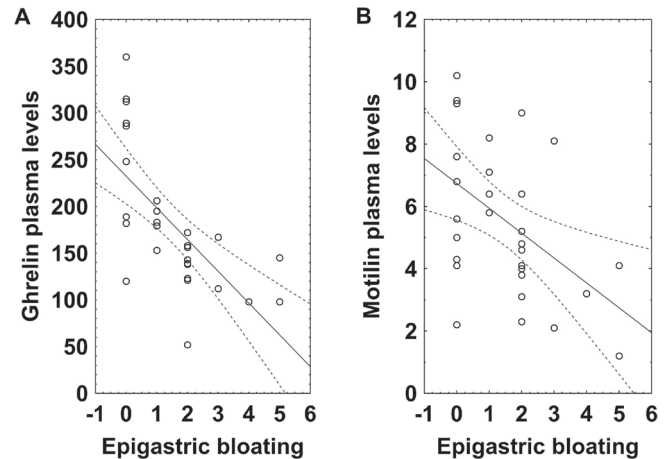 A
400
350
300
250
200
150
100
50
0
Ghrelin plasma levels
-1 0 1 2 3 4 5 6
Epigastric bloating
B
12
10
8
6
4
2
0
Motilin plasma levels
-1 0 1 2 3 4 5 6
Epigastric bloating